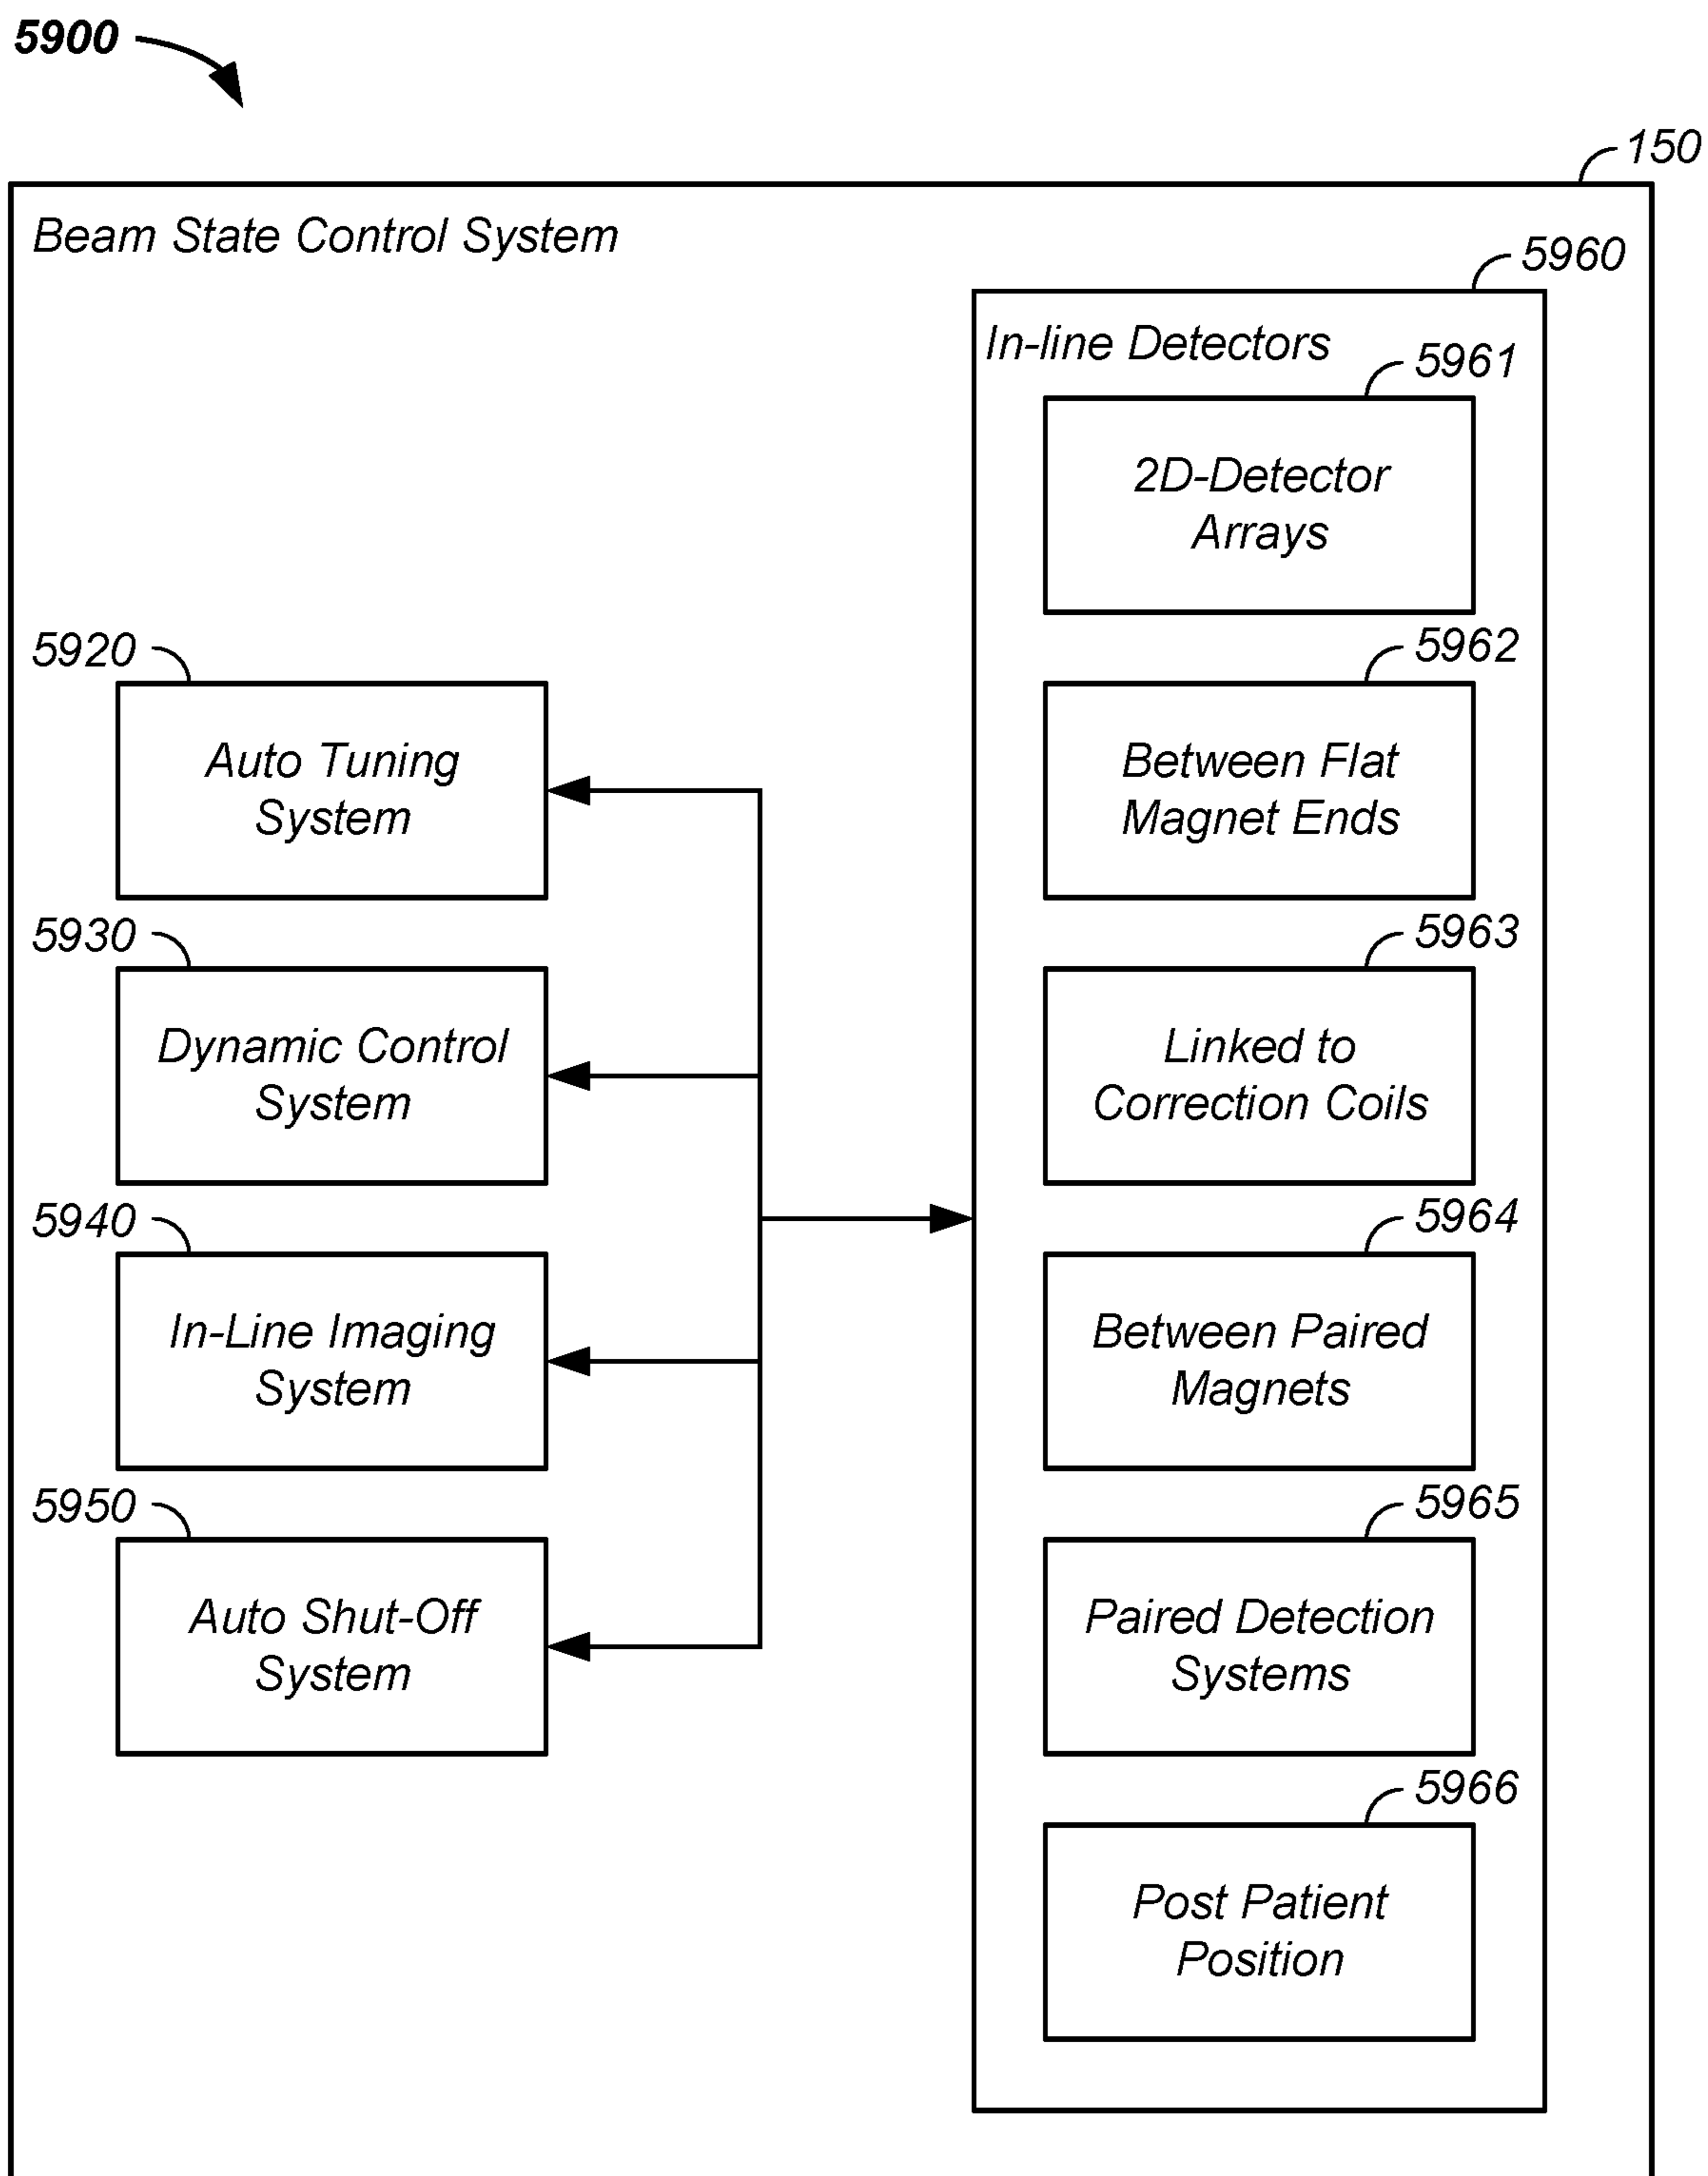 5900
150
Beam State Control System
5960
In-line Detectors
5961
2D-Detector
Arrays
5920
Auto Tuning
System
5962
Between Flat
Magnet Ends
5930
Dynamic Control
System
5963
Linked to
Correction Coils
5940
In-Line Imaging
System
5964
Between Paired
Magnets
5950
Auto Shut-Off
System
5965
Paired Detection
Systems
5966
Post Patient
Position